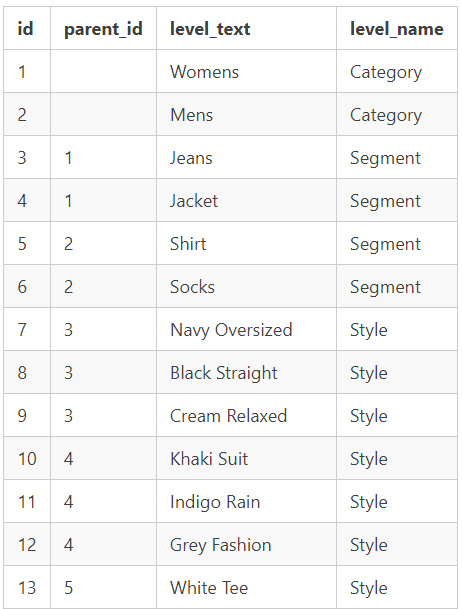 id parent_id level_text level_name
1 Womens Category
2 Mens Category
3 1 Jeans Segment
4 1 Jacket Segment
5 2 Shirt Segment
6 2 Socks Segment
7 3 Navy Oversized Style
8 3 Black Straight Style
9 3 Cream Relaxed Style
10 4 Khaki Suit Style
11 4 Indigo Rain Style
12 4 Grey Fashion Style
13 5 White Tee Style